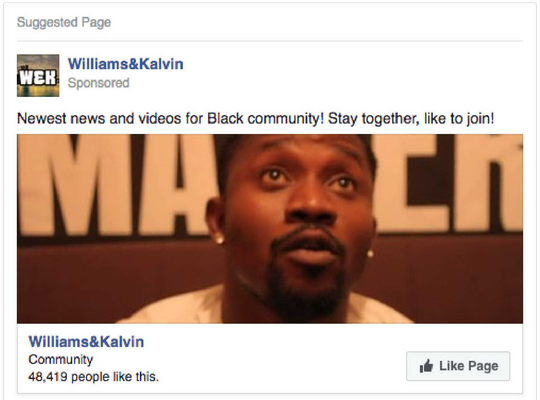 Suggested Page
W&K
Williams&Kalvin
Sponsored
Newest news and videos for Black community! Stay together, like to join!
MA ER
Williams&Kalvin
Community
48,419 people like this.
Like Page